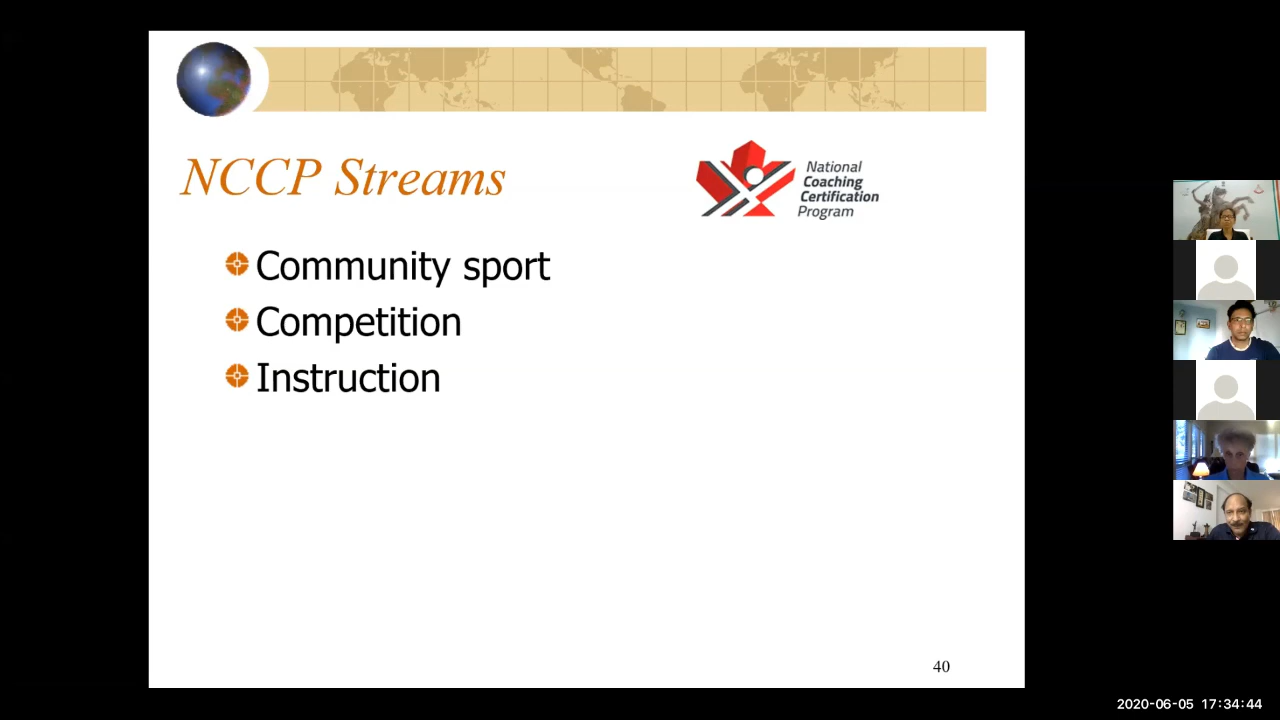 NCCP Streams
National
Coaching
Certification
Program
Community sport
Competition
Instruction
40
2020-06-05 17:34:44